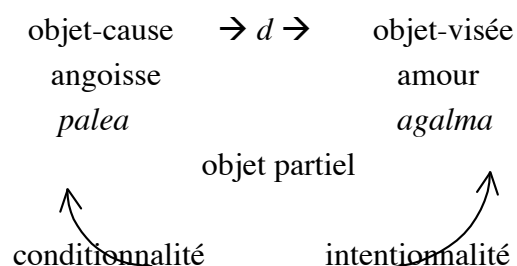 objet-cause → d → objet-visée
angoisse amour
palea agalma
objet partiel
conditionnalité intentionnalité